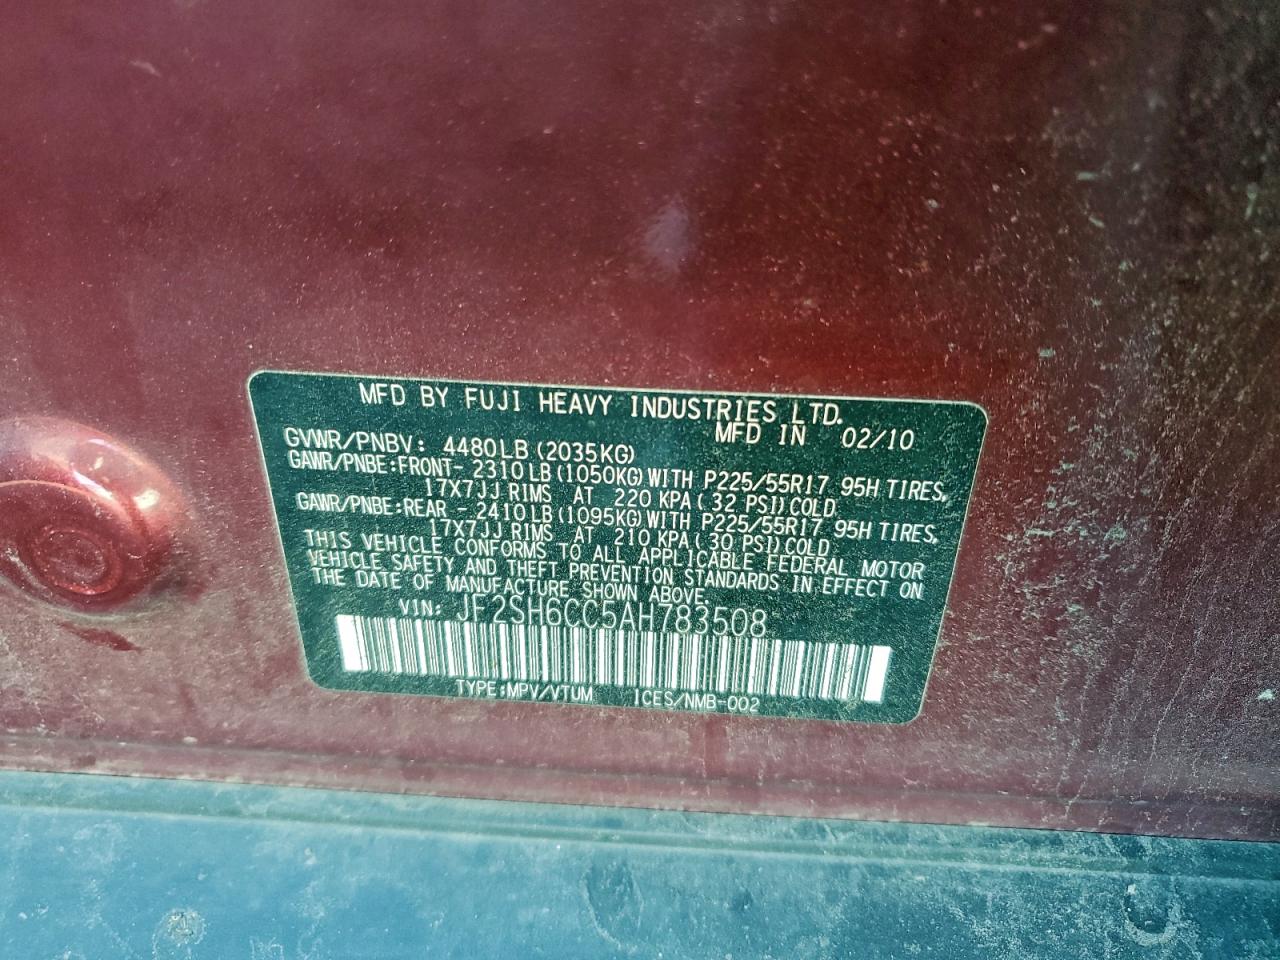 MFD BY FUJI HEAVY INDUSTRIES LTD.
MFD IN 02/10
GVWR/PNBV: 4480LB (2035KG)
GAWR/PNBE:FRONT- 2310LB (1050KG) WITH P225/55R17 95H TIRES,
17X7JJ RIMS AT 220 KPA ( 32 PSI) COLD
GAWR/PNBE:REAR - 2410LB (1095KG) WITH P225/55R17 95H TIRES,
17X7JJ RIMS AT 210 KPA ( 30 PSI) COLD
THIS VEHICLE CONFORMS TO ALL APPLICABLE FEDERAL MOTOR
VEHICLE SAFETY AND THEFT PREVENTION STANDARDS IN EFFECT ON
THE DATE OF MANUFACTURE SHOWN ABOVE.
VIN: JF2SH6CC5AH783508
TYPE:MPV/VTUM ICES/NMB-002